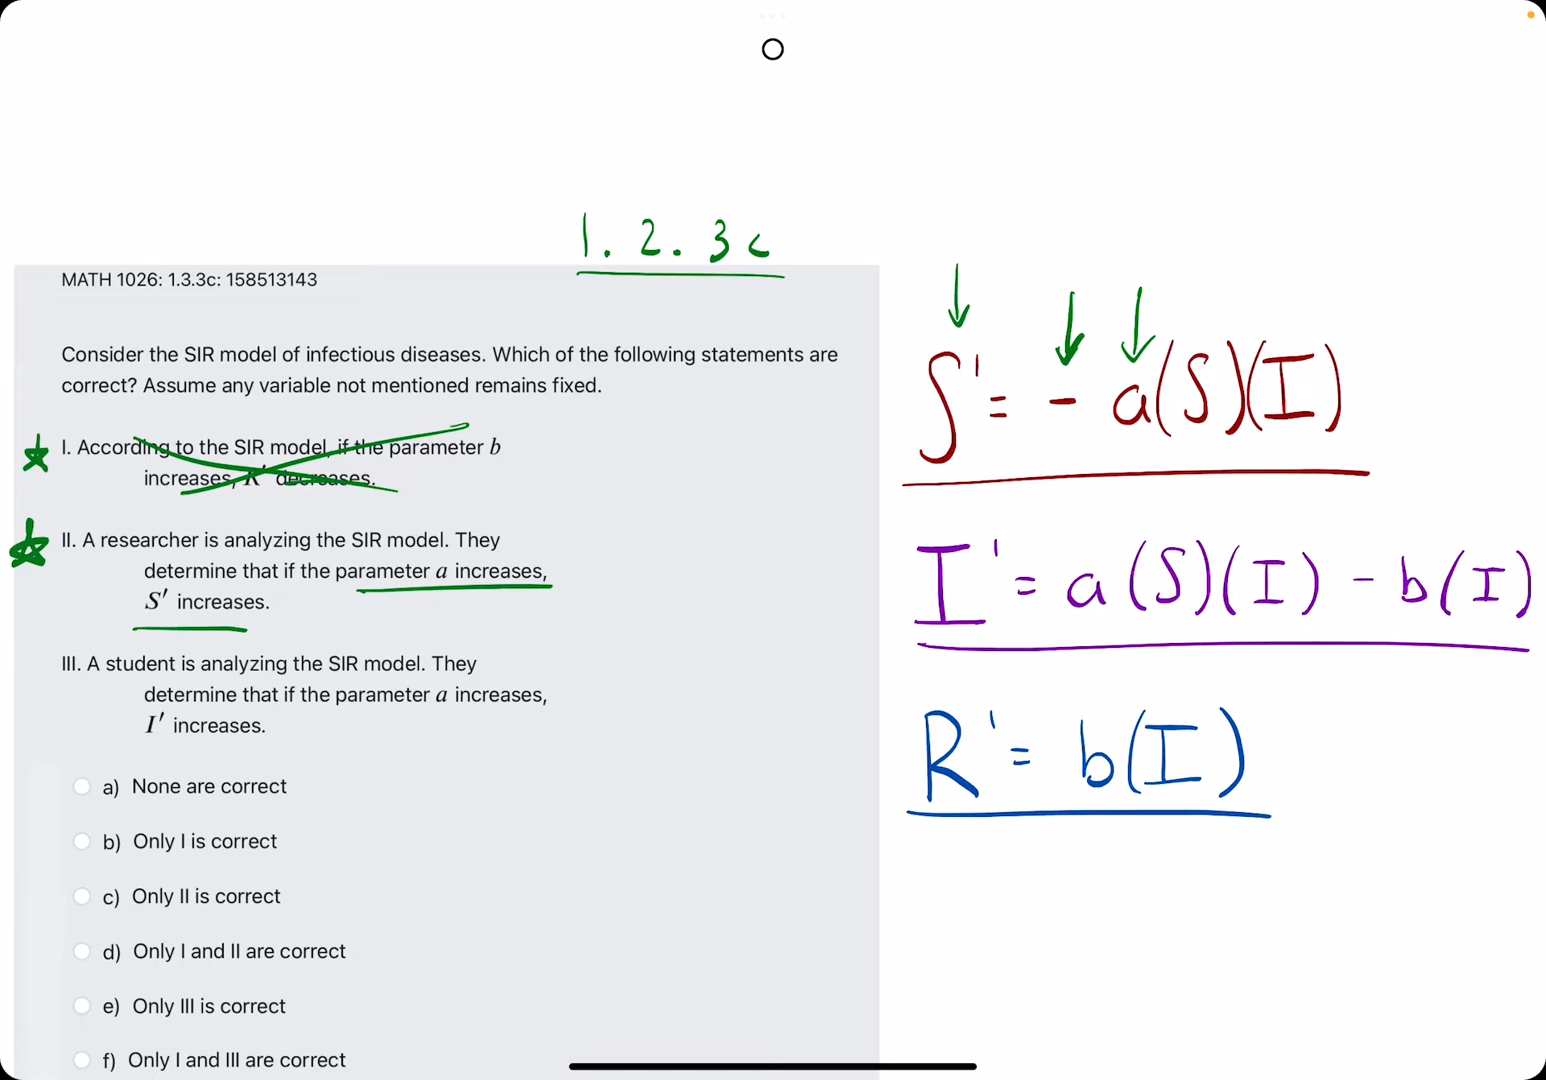 1.2.3c
MATH 1026: 1.3.3c: 158513143
Consider the SIR model of infectious diseases. Which of the following statements are
correct? Assume any variable not mentioned remains fixed.
I. According to the SIR model, if the parameter b
increases, R′ decreases.
II. A researcher is analyzing the SIR model. They
determine that if the parameter a increases,
S′ increases.
III. A student is analyzing the SIR model. They
determine that if the parameter a increases,
I′ increases.
a) None are correct
b) Only I is correct
c) Only II is correct
d) Only I and II are correct
e) Only III is correct
f) Only I and III are correct
S' = - a(S)(I)
I' = a(S)(I) - b(I)
R' = b(I)